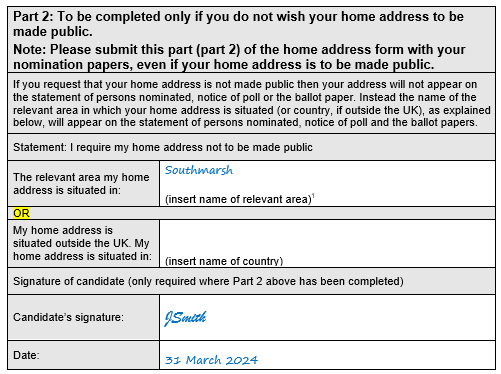 Part 2: To be completed only if you do not wish your home address to be
made public.
Note: Please submit this part (part 2) of the home address form with your
nomination papers, even if your home address is to be made public.
If you request that your home address is not made public then your address will not appear on
the statement of persons nominated, notice of poll or the ballot paper. Instead the name of the
relevant area in which your home address is situated (or country, if outside the UK), as explained
below, will appear on the statement of persons nominated, notice of poll and the ballot papers.
Statement: I require my home address not to be made public
The relevant area my home
address is situated in:
Southmarsh
(insert name of relevant area)¹
OR
My home address is
situated outside the UK. My
home address is situated in:
(insert name of country)
Signature of candidate (only required where Part 2 above has been completed)
Candidate's signature:
JSmith
Date:
31 March 2024